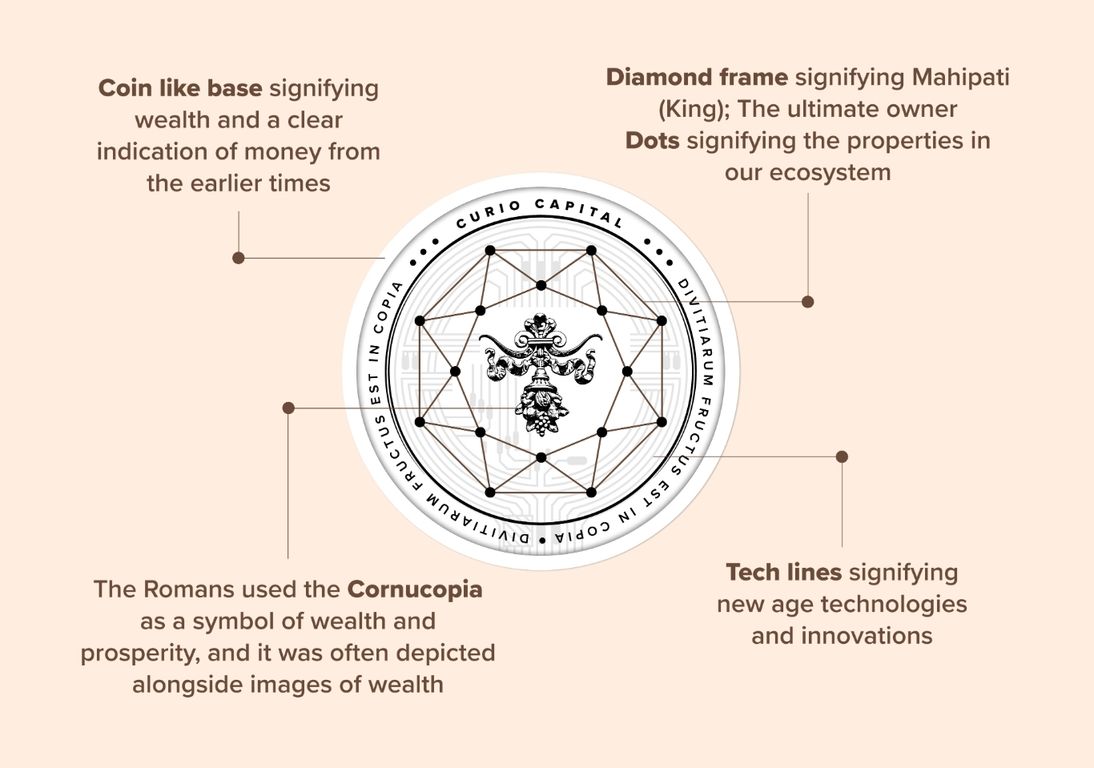 Coin like base signifying
wealth and a clear
indication of money from
the earlier times
Diamond frame signifying Mahipati
(King); The ultimate owner
Dots signifying the properties in
our ecosystem
CURIO CAPITAL
DIVITIARUM FRUCTUS EST IN COPIA
DIVITIARUM FRUCTUS EST IN COPIA
The Romans used the Cornucopia
as a symbol of wealth and
prosperity, and it was often depicted
alongside images of wealth
Tech lines signifying
new age technologies
and innovations